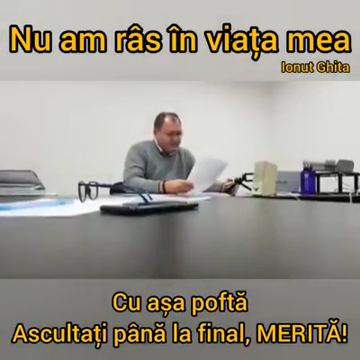 Nu am râs în viața mea
Ionut Ghita
Cu așa poftă
Ascultați până la final, MERITĂ!